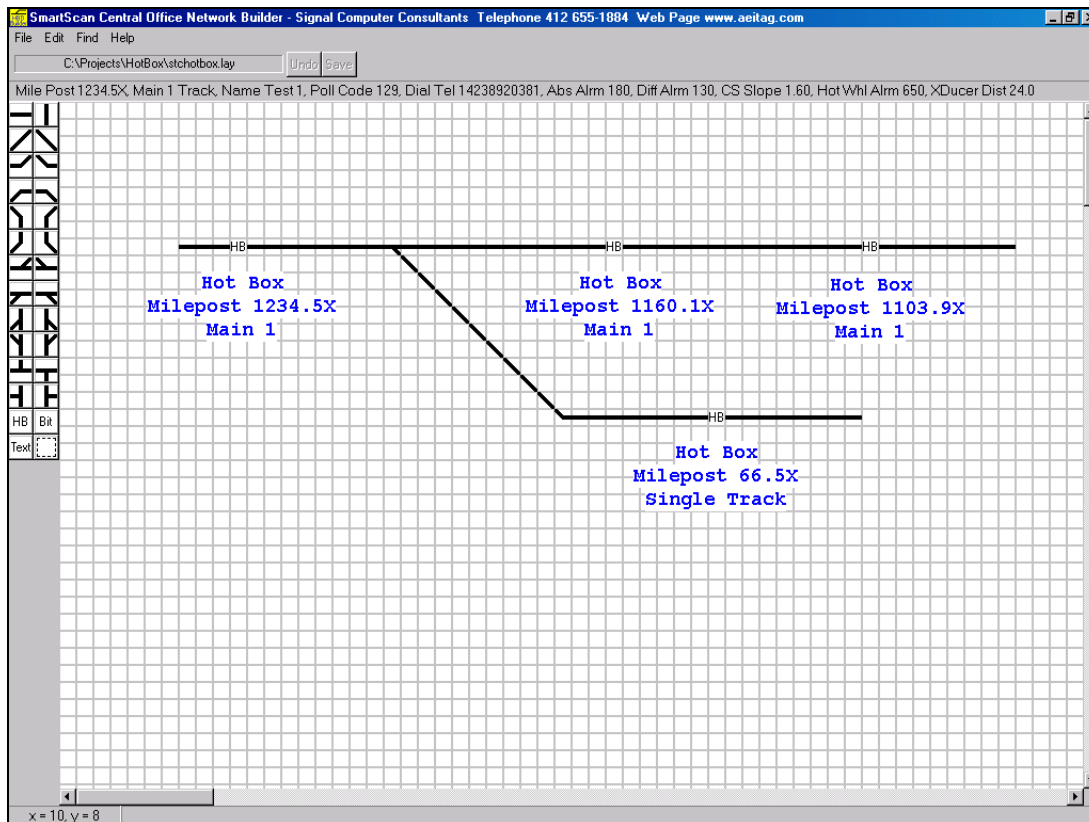 SmartScan Central Office Network Builder - Signal Computer Consultants Telephone 412 655-1884 Web Page www.aeitag.com
File Edit Find Help
C:\Projects\HotBox\stchotbox.lay Undo Save
Mile Post 1234.5X, Main 1 Track, Name Test 1, Poll Code 129, Dial Tel 14238920381, Abs Alrm 180, Diff Alrm 130, CS Slope 1.60, Hot Whl Alrm 650, XDucer Dist 24.0
HB HB HB
Hot Box
Milepost 1234.5X
Main 1
Hot Box
Milepost 1160.1X
Main 1
Hot Box
Milepost 1103.9X
Main 1
HB
Hot Box
Milepost 66.5X
Single Track
HB Bit
Text
x = 10, y = 8